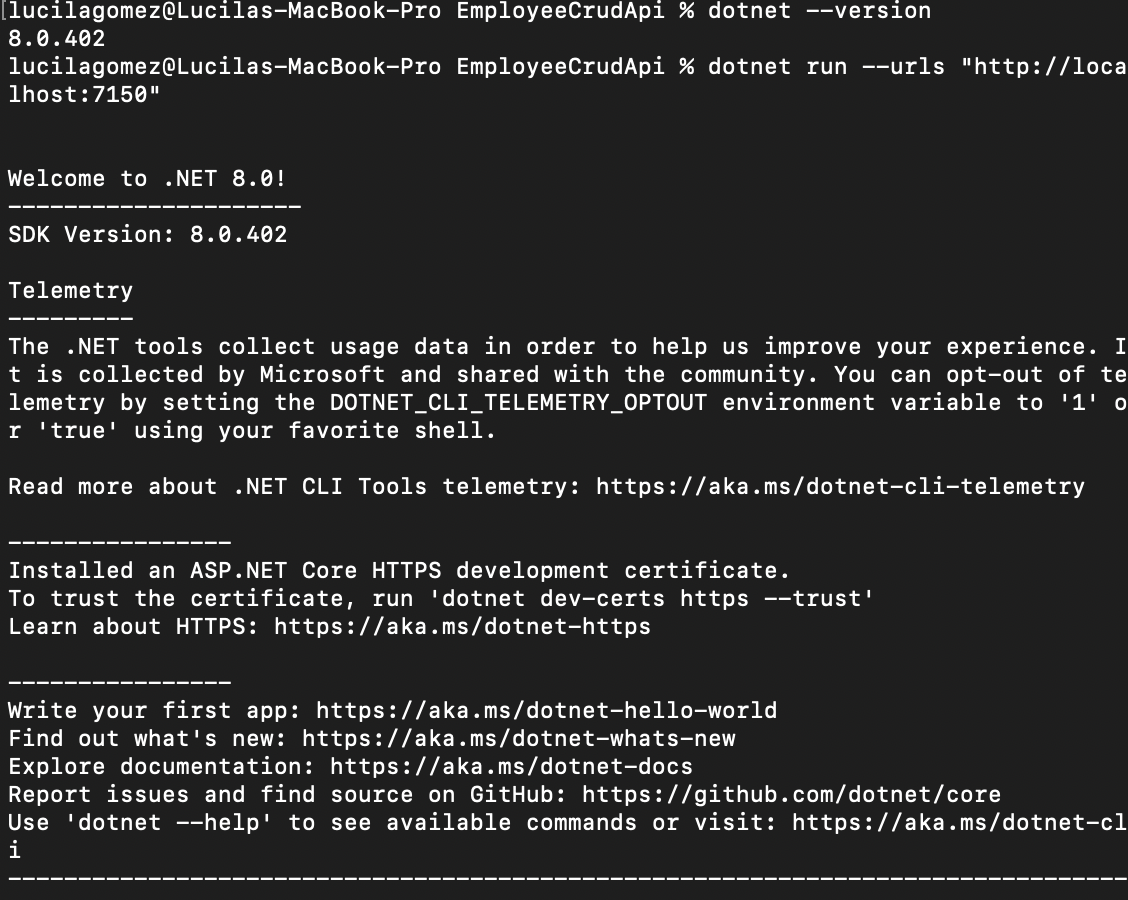 [lucilagomez@Lucilas-MacBook-Pro EmployeeCrudApi % dotnet --version
8.0.402
lucilagomez@Lucilas-MacBook-Pro EmployeeCrudApi % dotnet run --urls "http://loca
lhost:7150"
Welcome to .NET 8.0!
---------------------
SDK Version: 8.0.402
Telemetry
---------
The .NET tools collect usage data in order to help us improve your experience. I
t is collected by Microsoft and shared with the community. You can opt-out of te
lemetry by setting the DOTNET_CLI_TELEMETRY_OPTOUT environment variable to '1' o
r 'true' using your favorite shell.
Read more about .NET CLI Tools telemetry: https://aka.ms/dotnet-cli-telemetry
----------------
Installed an ASP.NET Core HTTPS development certificate.
To trust the certificate, run 'dotnet dev-certs https --trust'
Learn about HTTPS: https://aka.ms/dotnet-https
----------------
Write your first app: https://aka.ms/dotnet-hello-world
Find out what's new: https://aka.ms/dotnet-whats-new
Explore documentation: https://aka.ms/dotnet-docs
Report issues and find source on GitHub: https://github.com/dotnet/core
Use 'dotnet --help' to see available commands or visit: https://aka.ms/dotnet-cl
i
--------------------------------------------------------------------------------